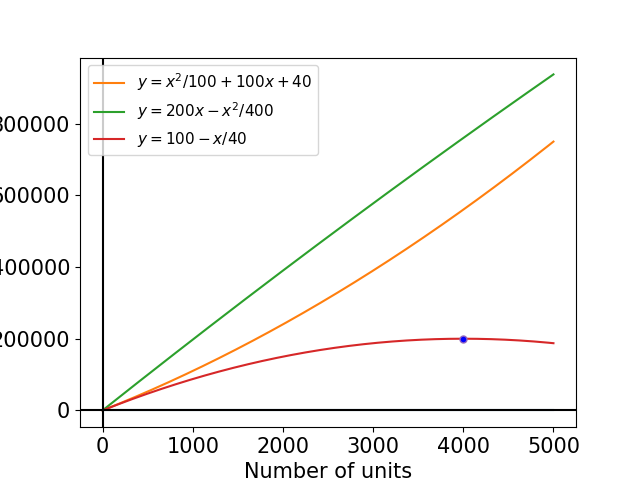 y = x²/100 + 100x + 40
y = 200x − x²/400
y = 100 − x/40
800000
600000
400000
200000
0
0 1000 2000 3000 4000 5000
Number of units